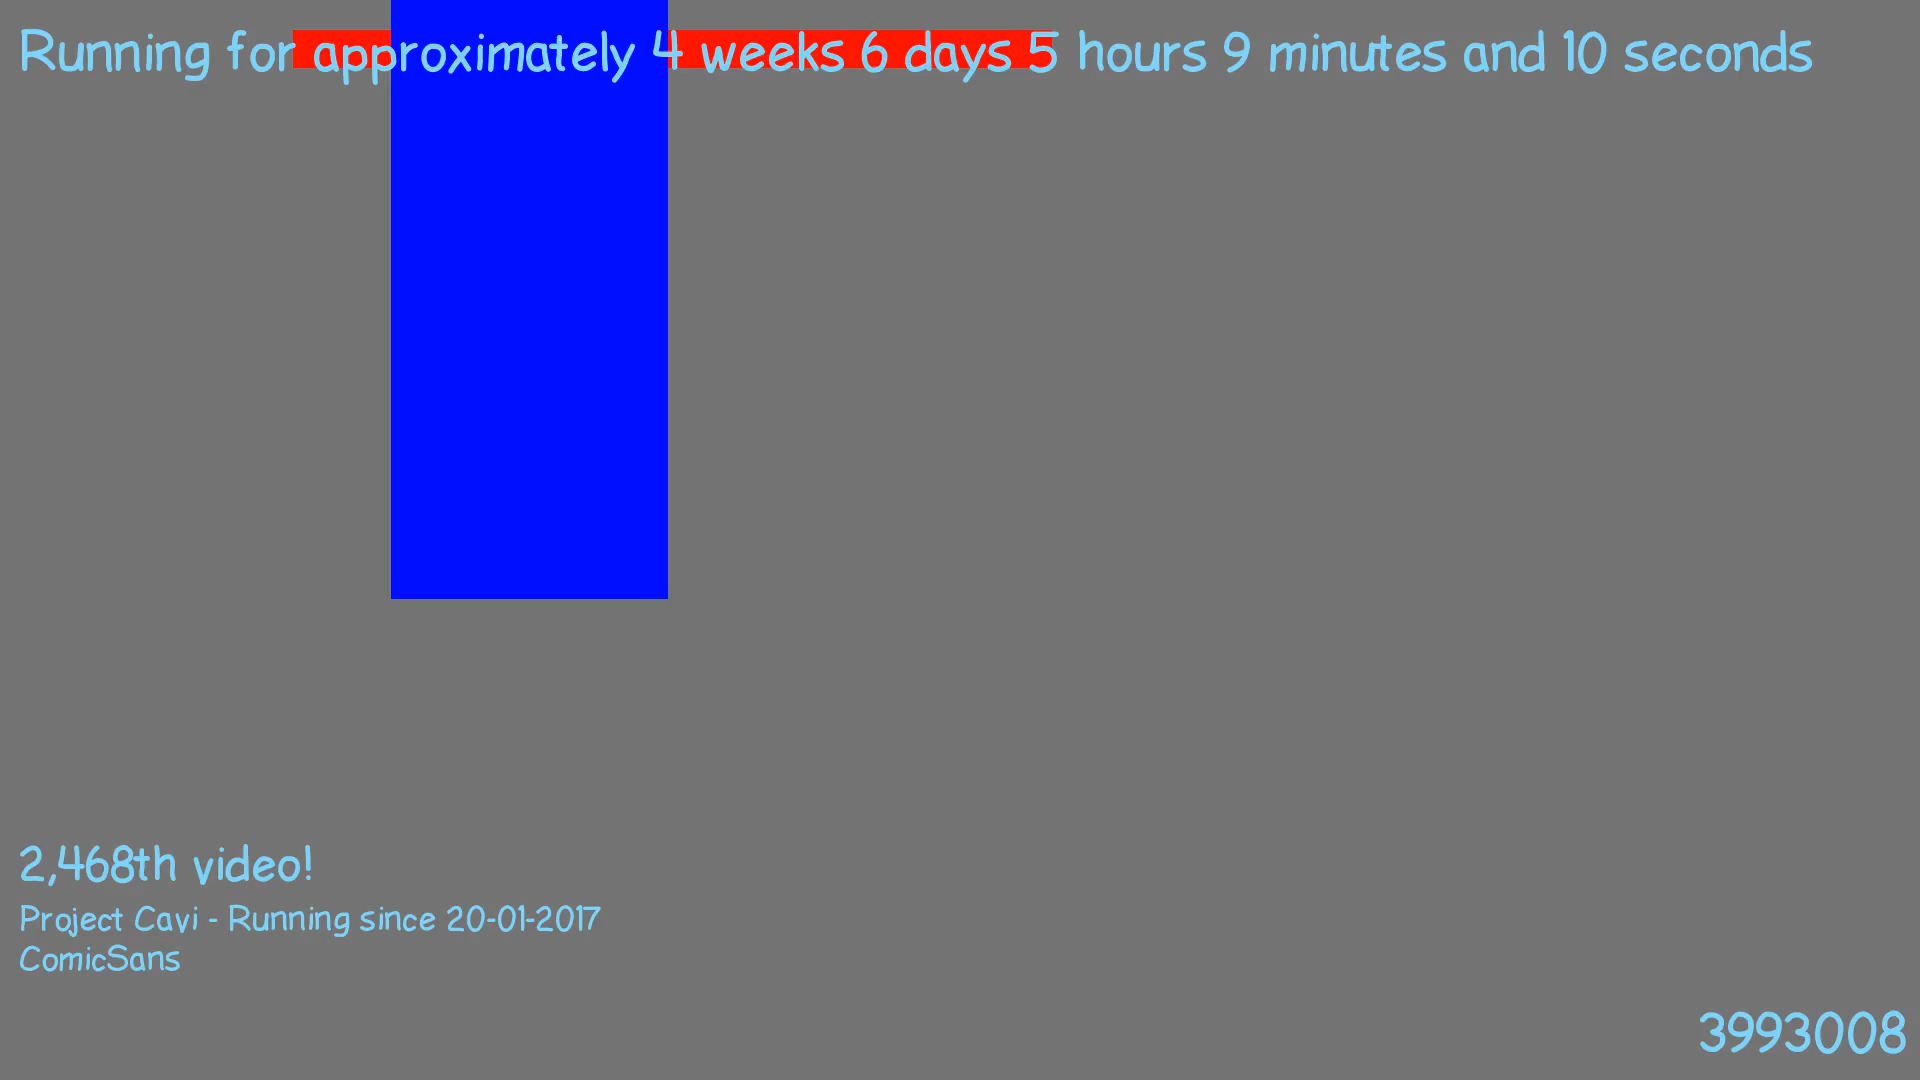 Running for approximately 4 weeks 6 days 5 hours 9 minutes and 10 seconds
2,468th video!
Project Cavi - Running since 20-01-2017
ComicSans
3993008